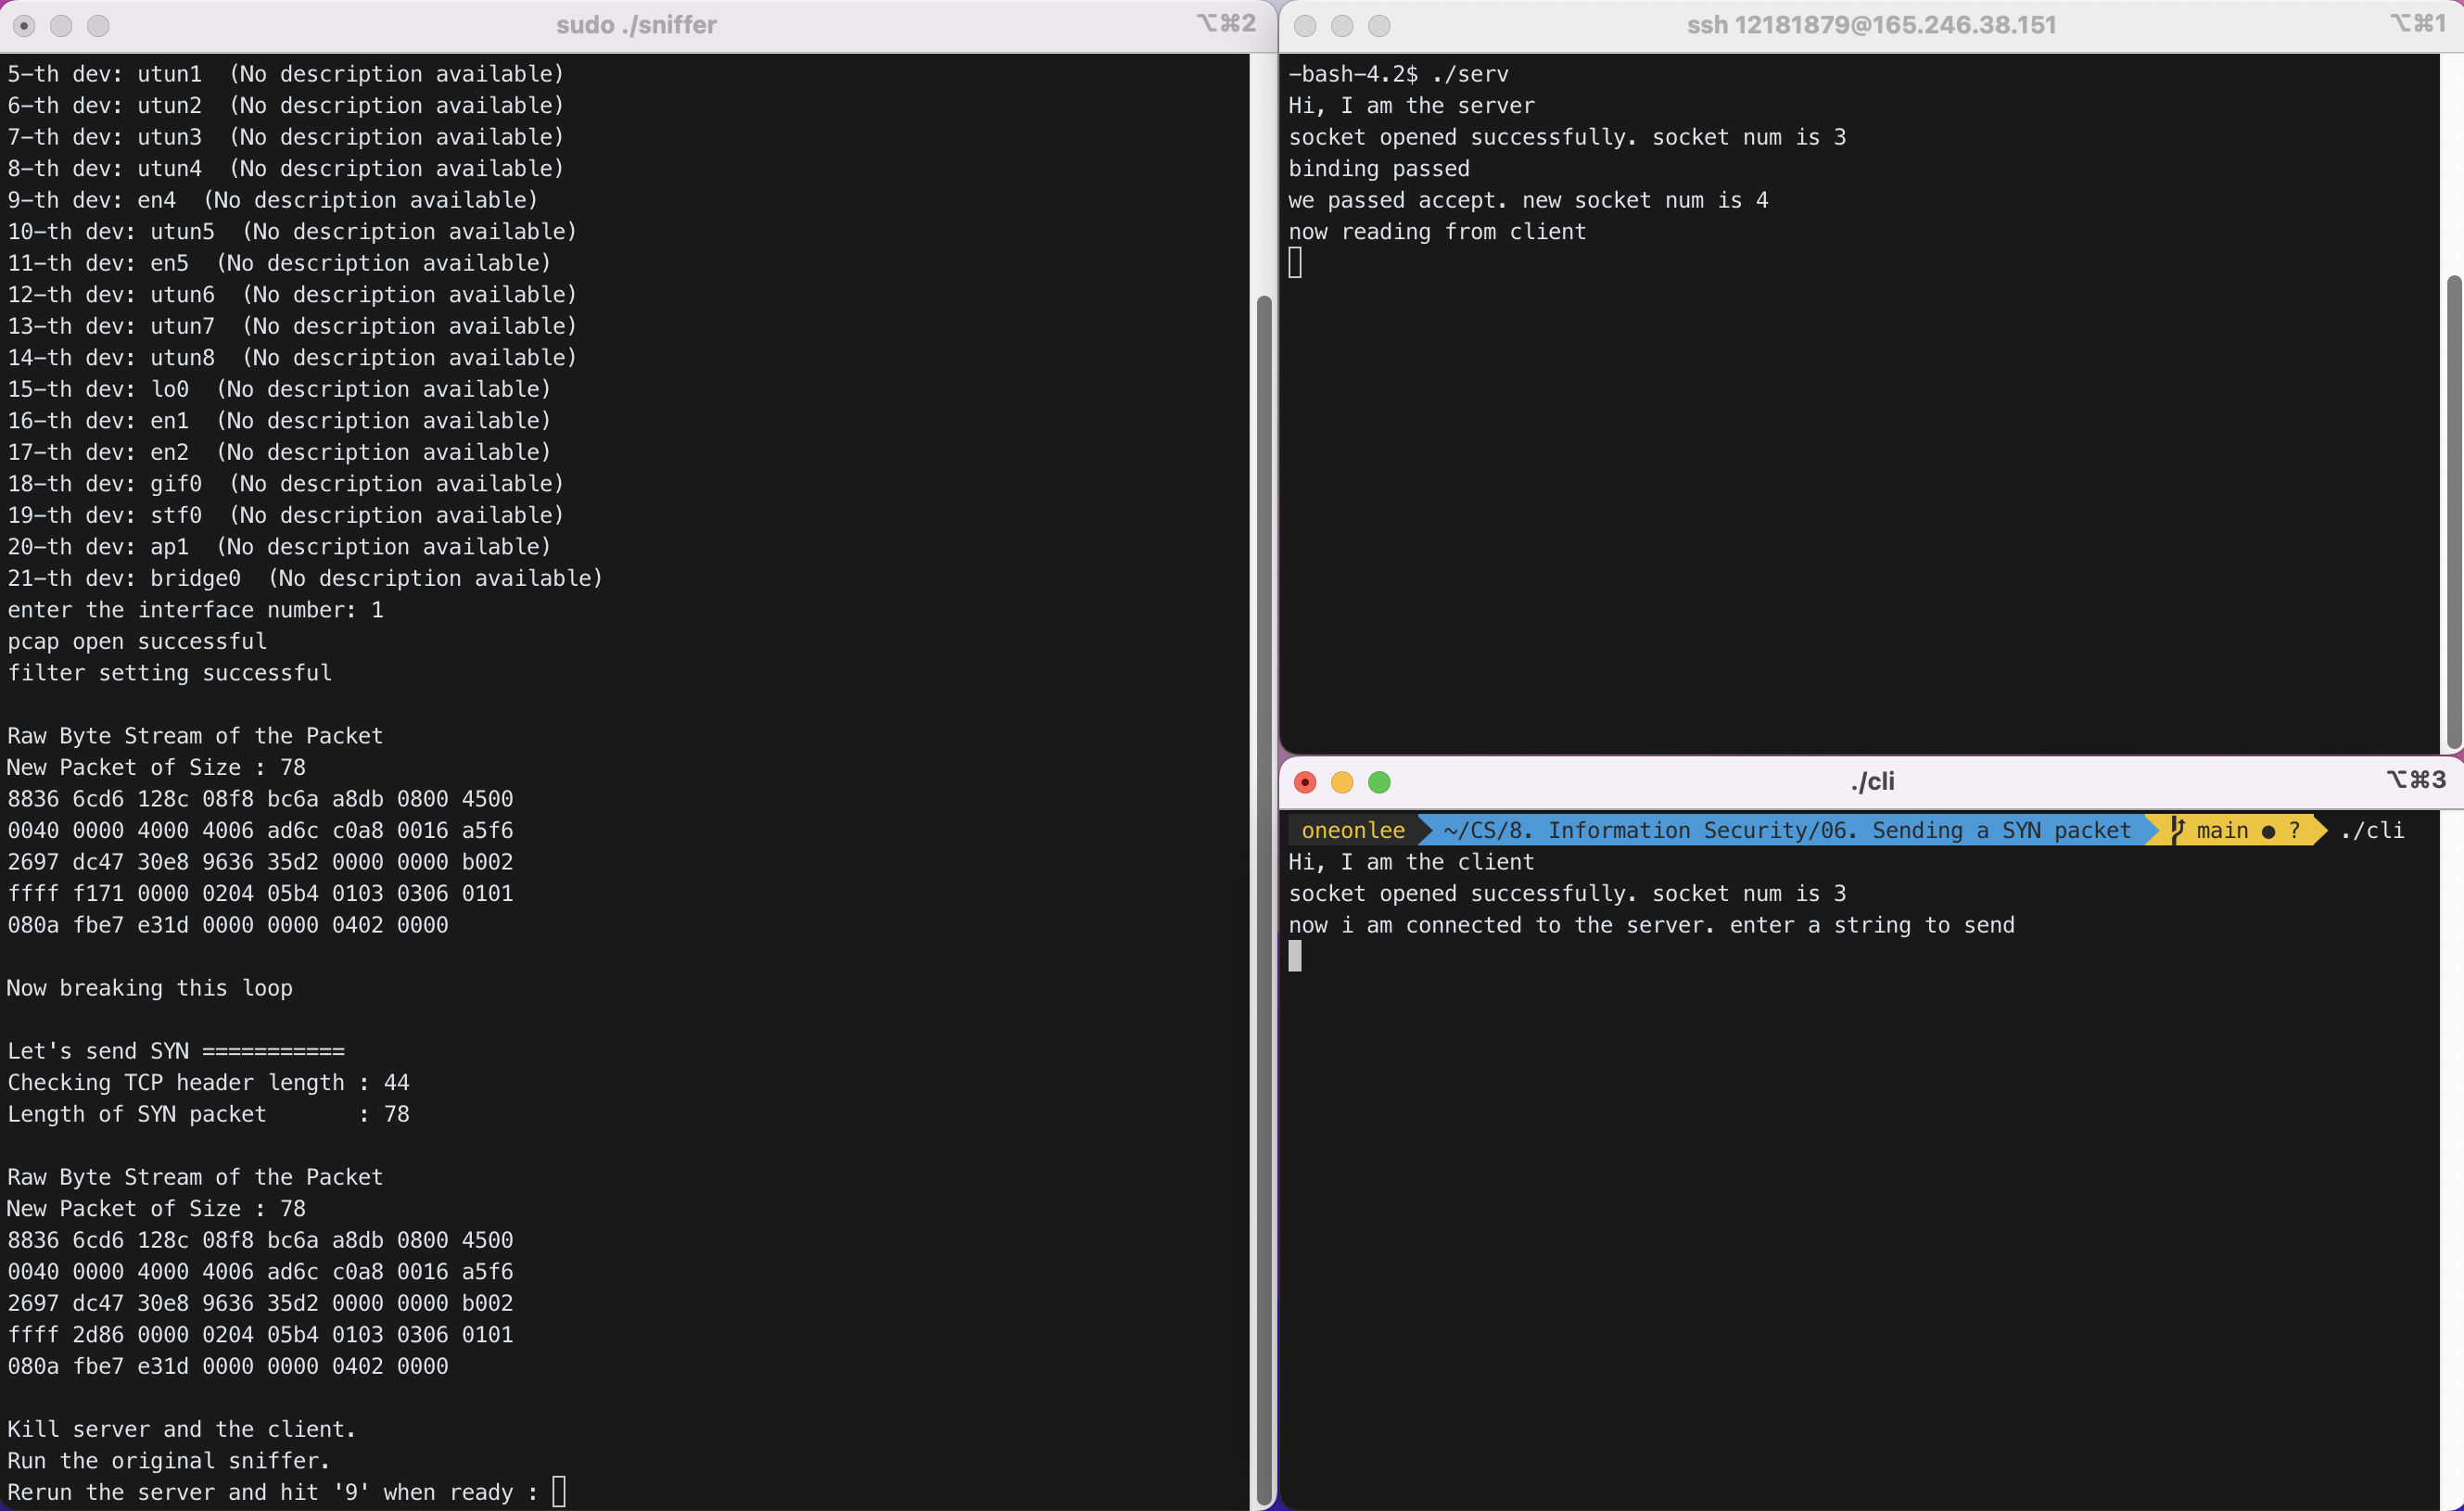 sudo ./sniffer ⌥⌘2
5-th dev: utun1  (No description available)
6-th dev: utun2  (No description available)
7-th dev: utun3  (No description available)
8-th dev: utun4  (No description available)
9-th dev: en4  (No description available)
10-th dev: utun5  (No description available)
11-th dev: en5  (No description available)
12-th dev: utun6  (No description available)
13-th dev: utun7  (No description available)
14-th dev: utun8  (No description available)
15-th dev: lo0  (No description available)
16-th dev: en1  (No description available)
17-th dev: en2  (No description available)
18-th dev: gif0  (No description available)
19-th dev: stf0  (No description available)
20-th dev: ap1  (No description available)
21-th dev: bridge0  (No description available)
enter the interface number: 1
pcap open successful
filter setting successful
Raw Byte Stream of the Packet
New Packet of Size : 78
8836 6cd6 128c 08f8 bc6a a8db 0800 4500
0040 0000 4000 4006 ad6c c0a8 0016 a5f6
2697 dc47 30e8 9636 35d2 0000 0000 b002
ffff f171 0000 0204 05b4 0103 0306 0101
080a fbe7 e31d 0000 0000 0402 0000
Now breaking this loop
Let's send SYN ===========
Checking TCP header length : 44
Length of SYN packet       : 78
Raw Byte Stream of the Packet
New Packet of Size : 78
8836 6cd6 128c 08f8 bc6a a8db 0800 4500
0040 0000 4000 4006 ad6c c0a8 0016 a5f6
2697 dc47 30e8 9636 35d2 0000 0000 b002
ffff 2d86 0000 0204 05b4 0103 0306 0101
080a fbe7 e31d 0000 0000 0402 0000
Kill server and the client.
Run the original sniffer.
Rerun the server and hit '9' when ready :
ssh 12181879@165.246.38.151 ⌥⌘1
-bash-4.2$ ./serv
Hi, I am the server
socket opened successfully. socket num is 3
binding passed
we passed accept. new socket num is 4
now reading from client
./cli ⌥⌘3
oneonlee ~/CS/8. Information Security/06. Sending a SYN packet main ● ? ./cli
Hi, I am the client
socket opened successfully. socket num is 3
now i am connected to the server. enter a string to send